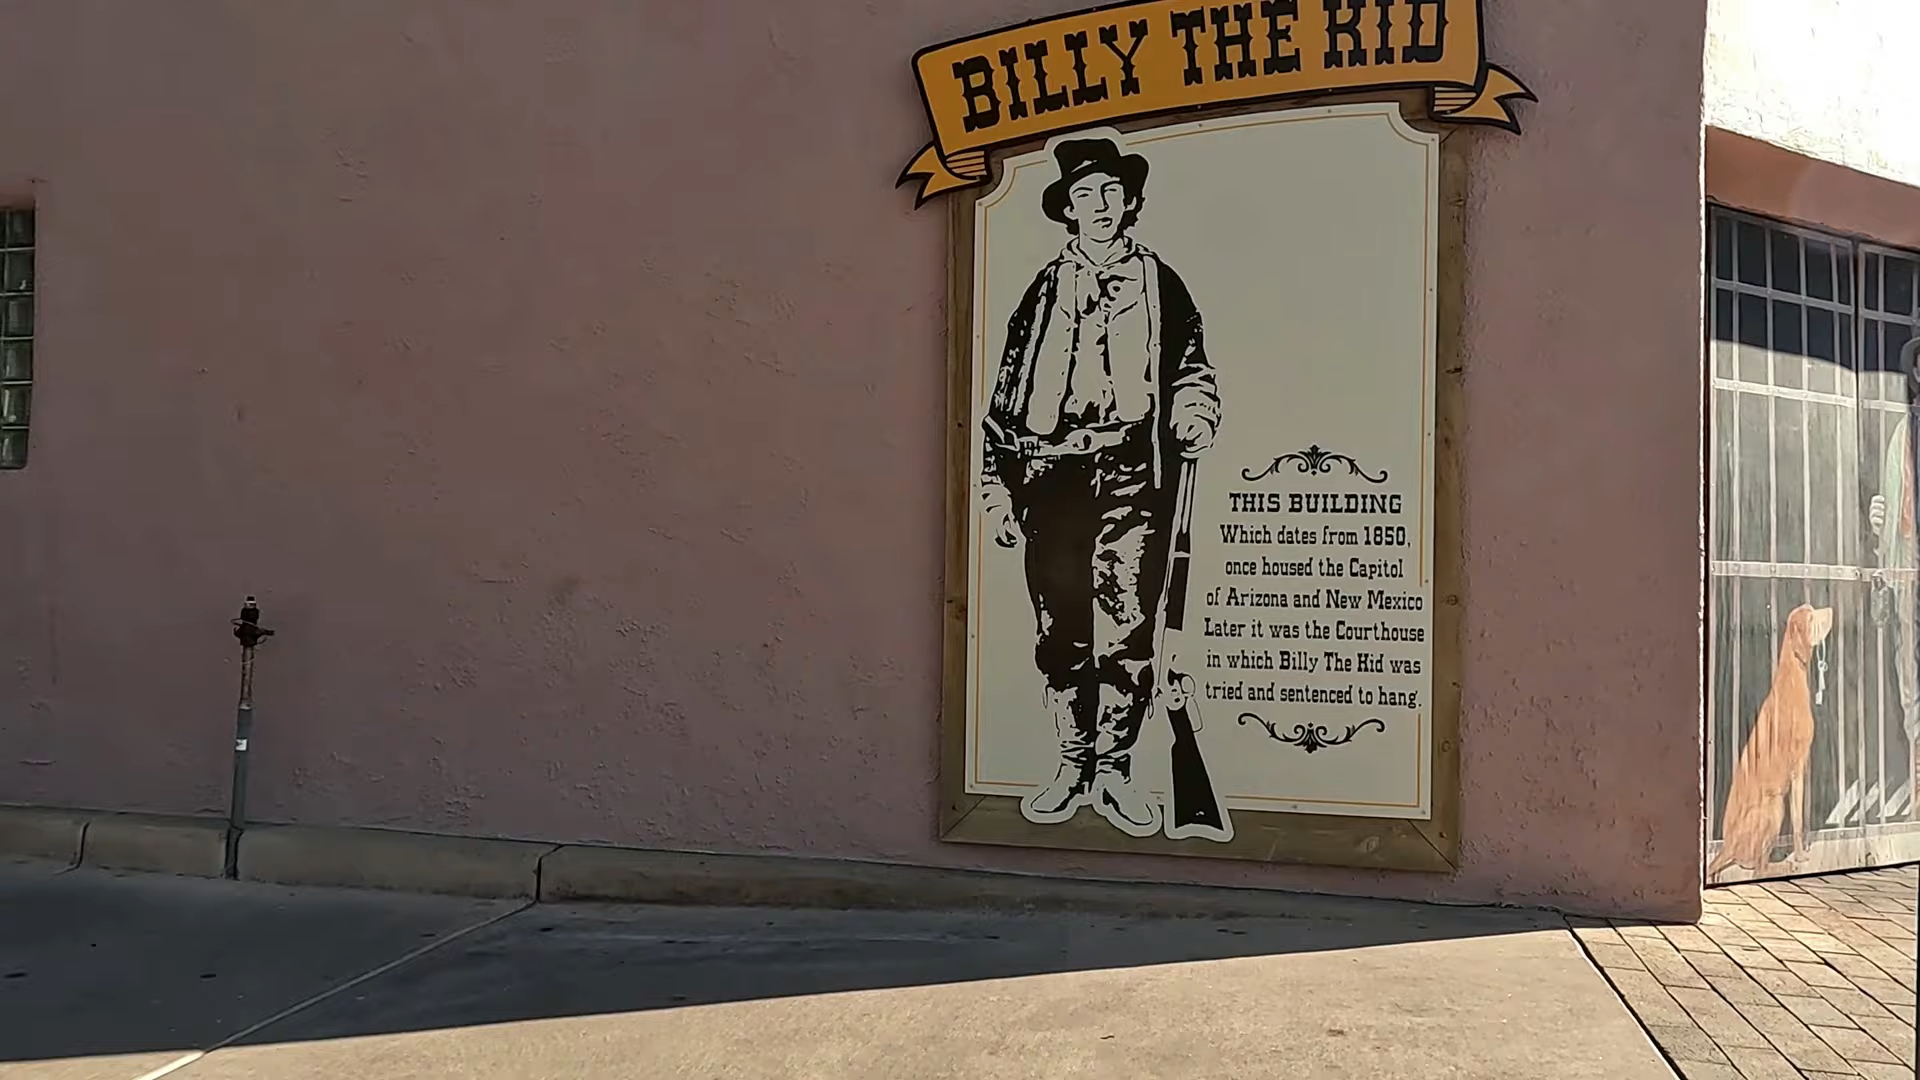 BILLY THE KID
THIS BUILDING
Which dates from 1850,
once housed the Capitol
of Arizona and New Mexico
Later it was the Courthouse
in which Billy The Kid was
tried and sentenced to hang.